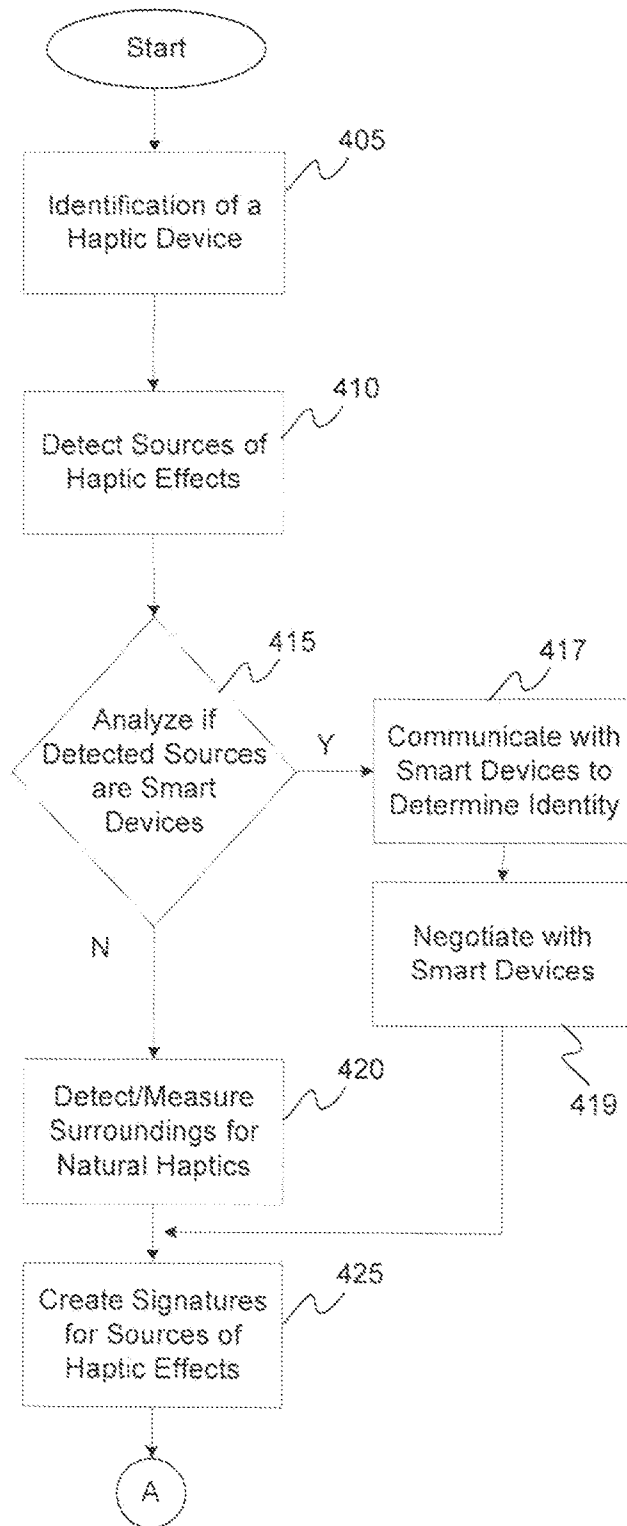 Start
405
Identification of a
Haptic Device
410
Detect Sources of
Haptic Effects
415
Analyze if
Detected Sources
are Smart
Devices
Y
N
417
Communicate with
Smart Devices to
Determine Identity
Negotiate with
Smart Devices
419
420
Detect/Measure
Surroundings for
Natural Haptics
425
Create Signatures
for Sources of
Haptic Effects
A